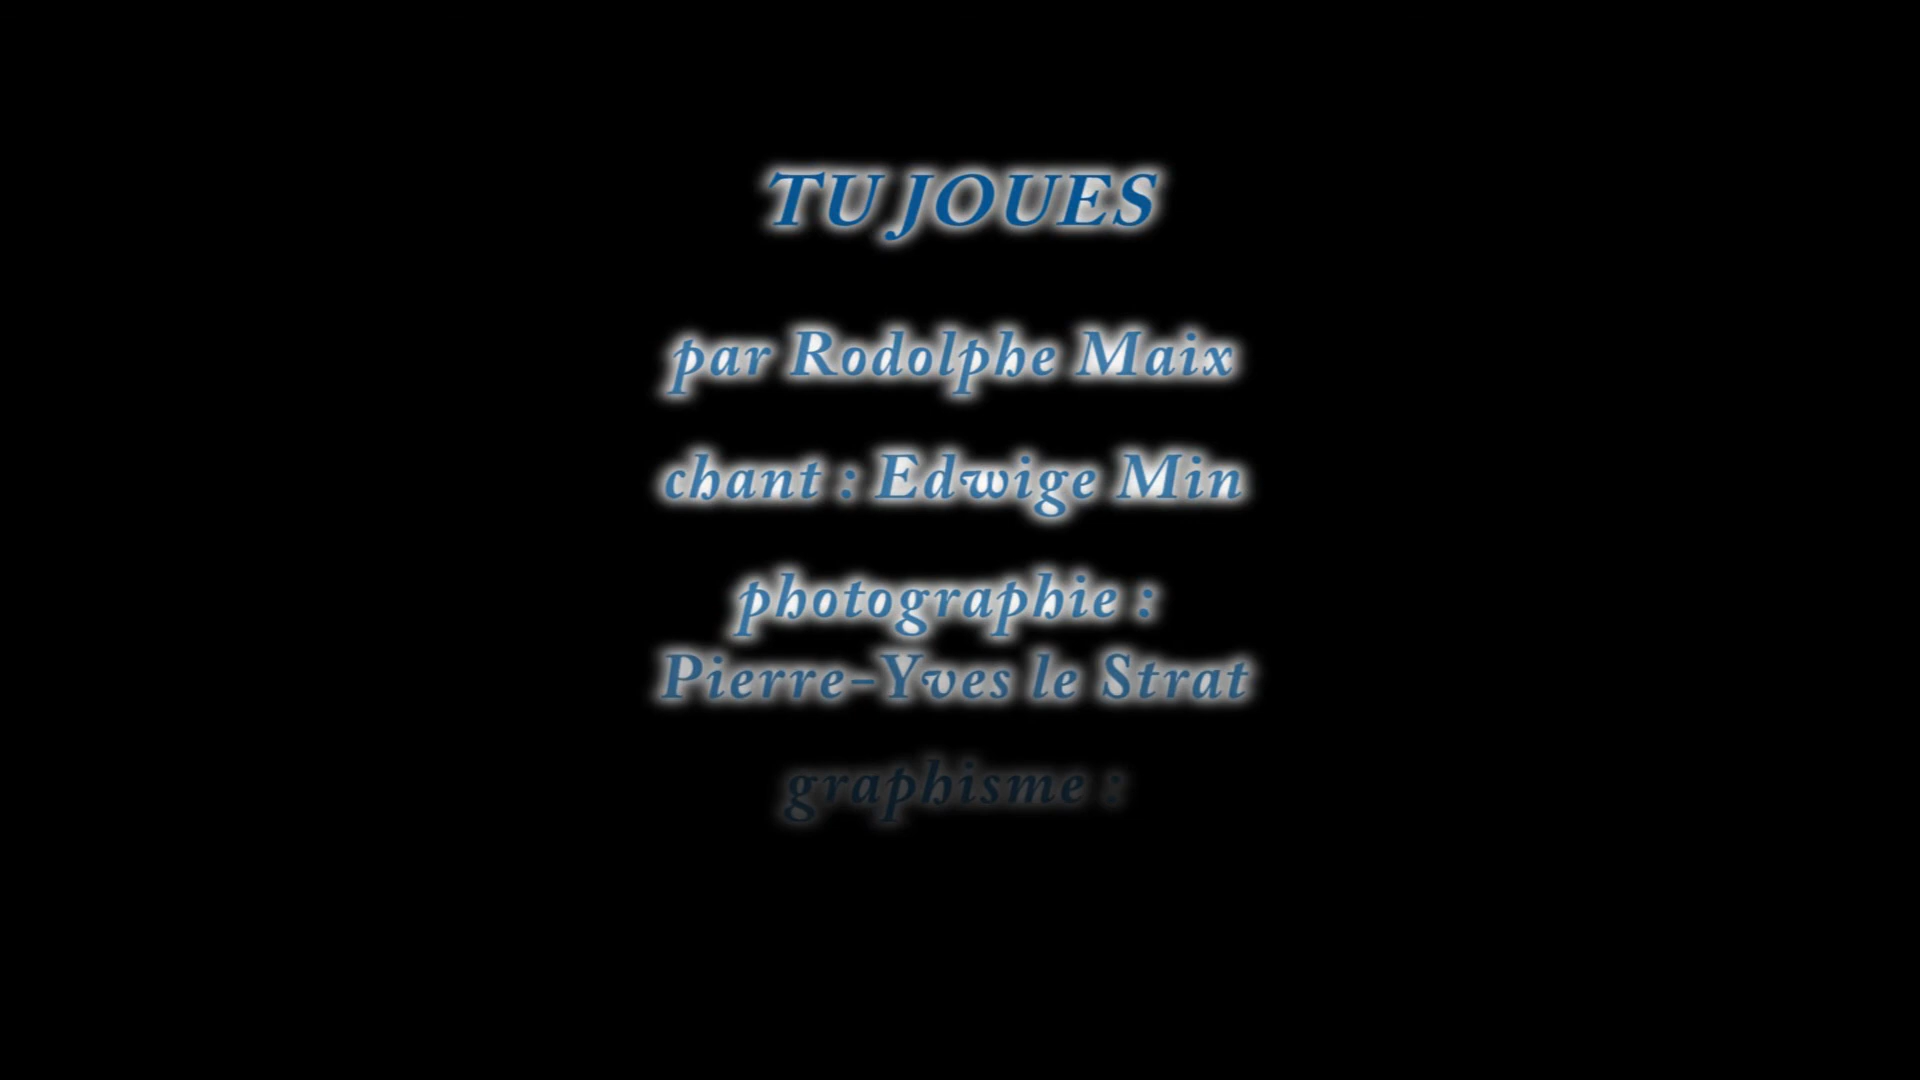 TU JOUES
par Rodolphe Maix
chant : Edwige Min
photographie :
Pierre-Yves le Strat
graphisme :